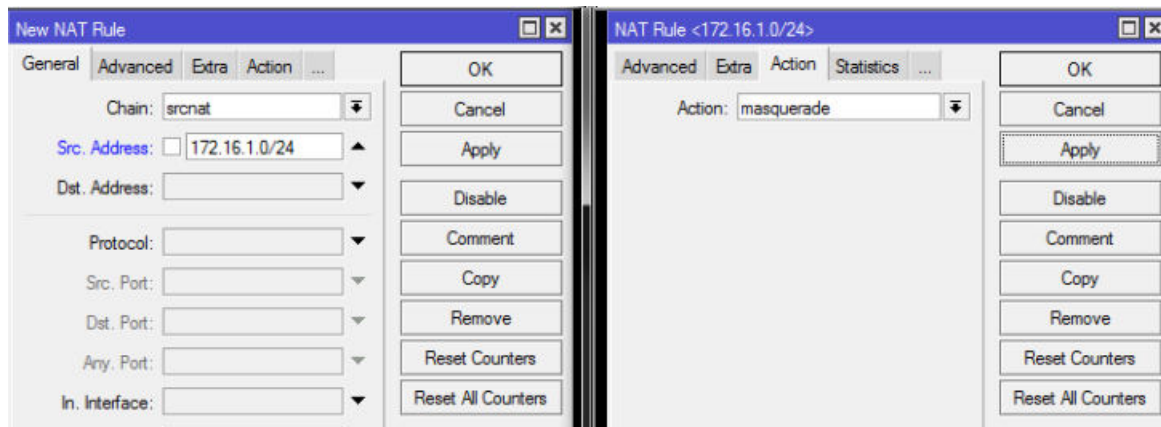 New NAT Rule
General Advanced Extra Action ...
Chain: srcnat
Src. Address: 172.16.1.0/24
Dst. Address:
Protocol:
Src. Port:
Dst. Port:
Any. Port:
In. Interface:
OK
Cancel
Apply
Disable
Comment
Copy
Remove
Reset Counters
Reset All Counters
NAT Rule <172.16.1.0/24>
Advanced Extra Action Statistics ...
Action: masquerade
OK
Cancel
Apply
Disable
Comment
Copy
Remove
Reset Counters
Reset All Counters